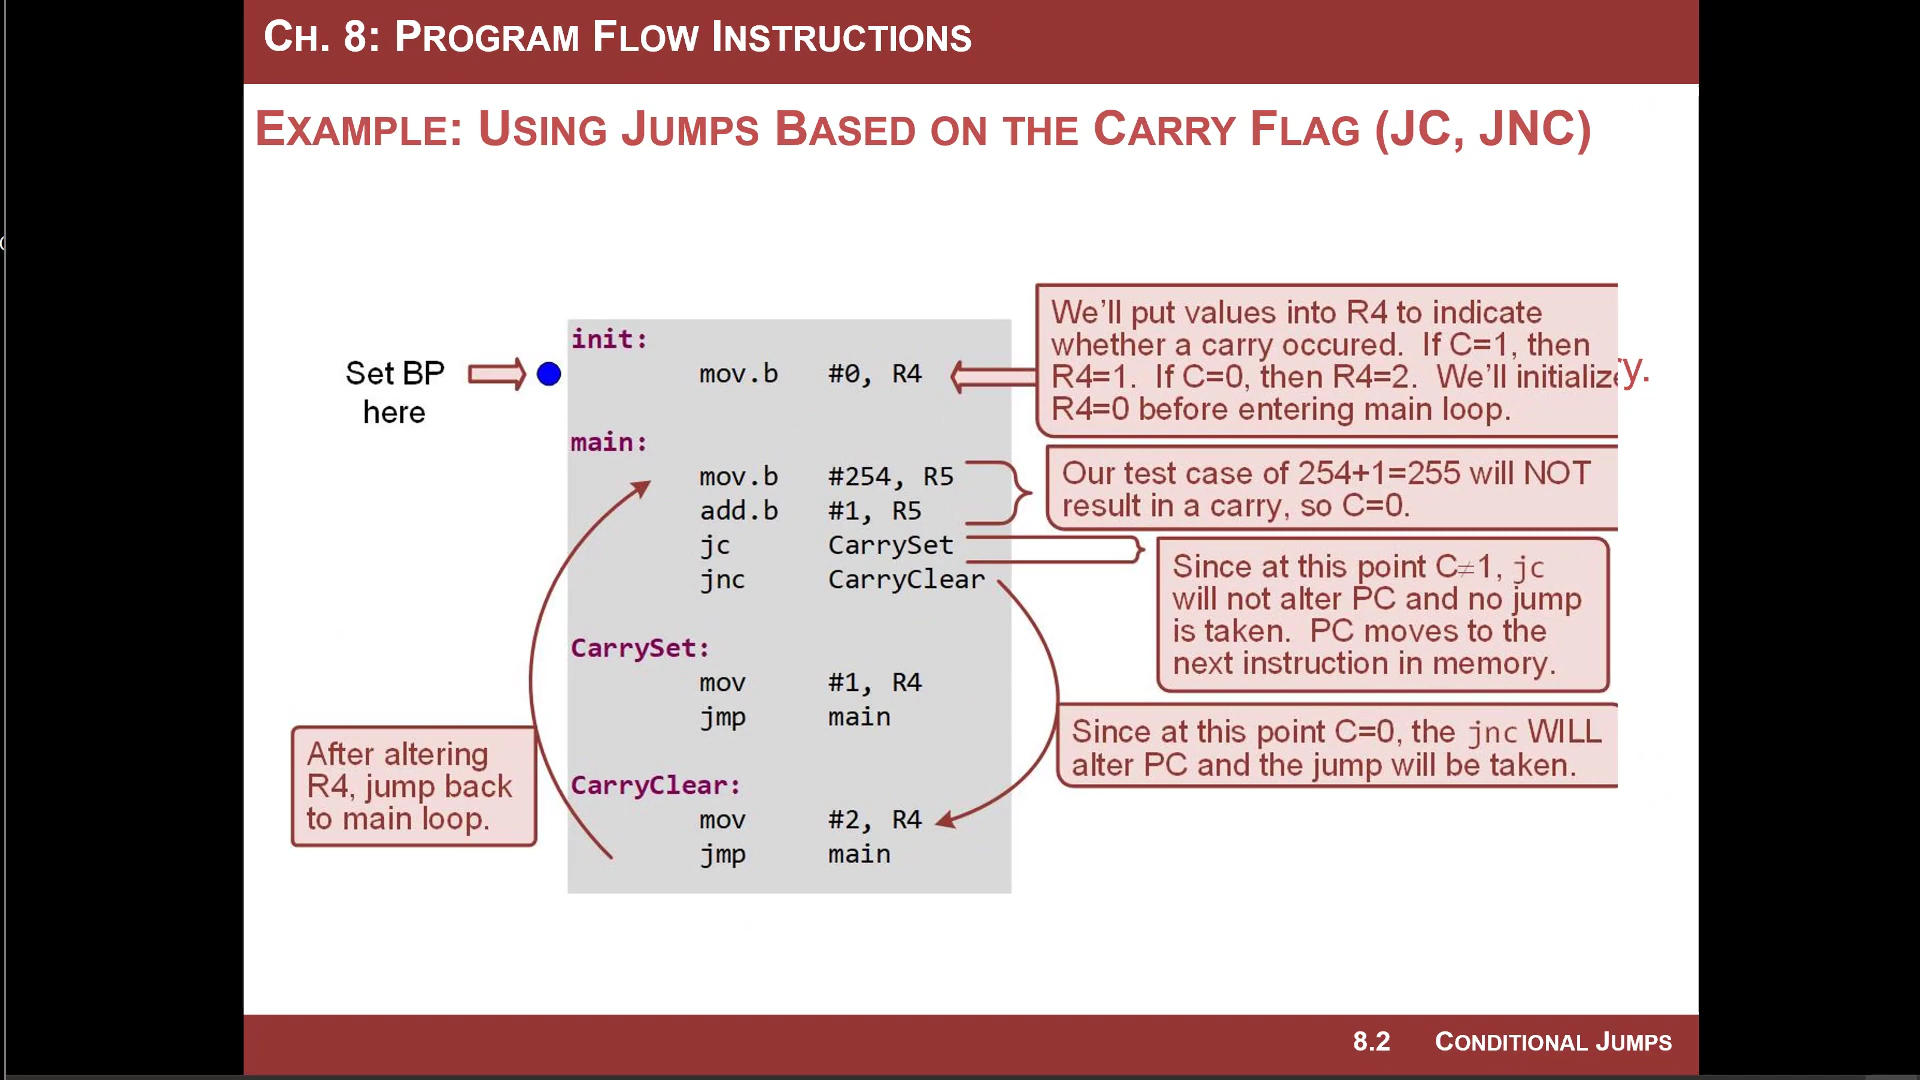 CH. 8: PROGRAM FLOW INSTRUCTIONS
EXAMPLE: USING JUMPS BASED ON THE CARRY FLAG (JC, JNC)
Set BP
here
init:
mov.b #0, R4
main:
mov.b #254, R5
add.b #1, R5
jc CarrySet
jnc CarryClear
CarrySet:
mov #1, R4
jmp main
CarryClear:
mov #2, R4
jmp main
We'll put values into R4 to indicate
whether a carry occured. If C=1, then
R4=1. If C=0, then R4=2. We'll initialize
R4=0 before entering main loop.
Our test case of 254+1=255 will NOT
result in a carry, so C=0.
Since at this point C≠1, jc
will not alter PC and no jump
is taken. PC moves to the
next instruction in memory.
Since at this point C=0, the jnc WILL
alter PC and the jump will be taken.
After altering
R4, jump back
to main loop.
8.2 CONDITIONAL JUMPS